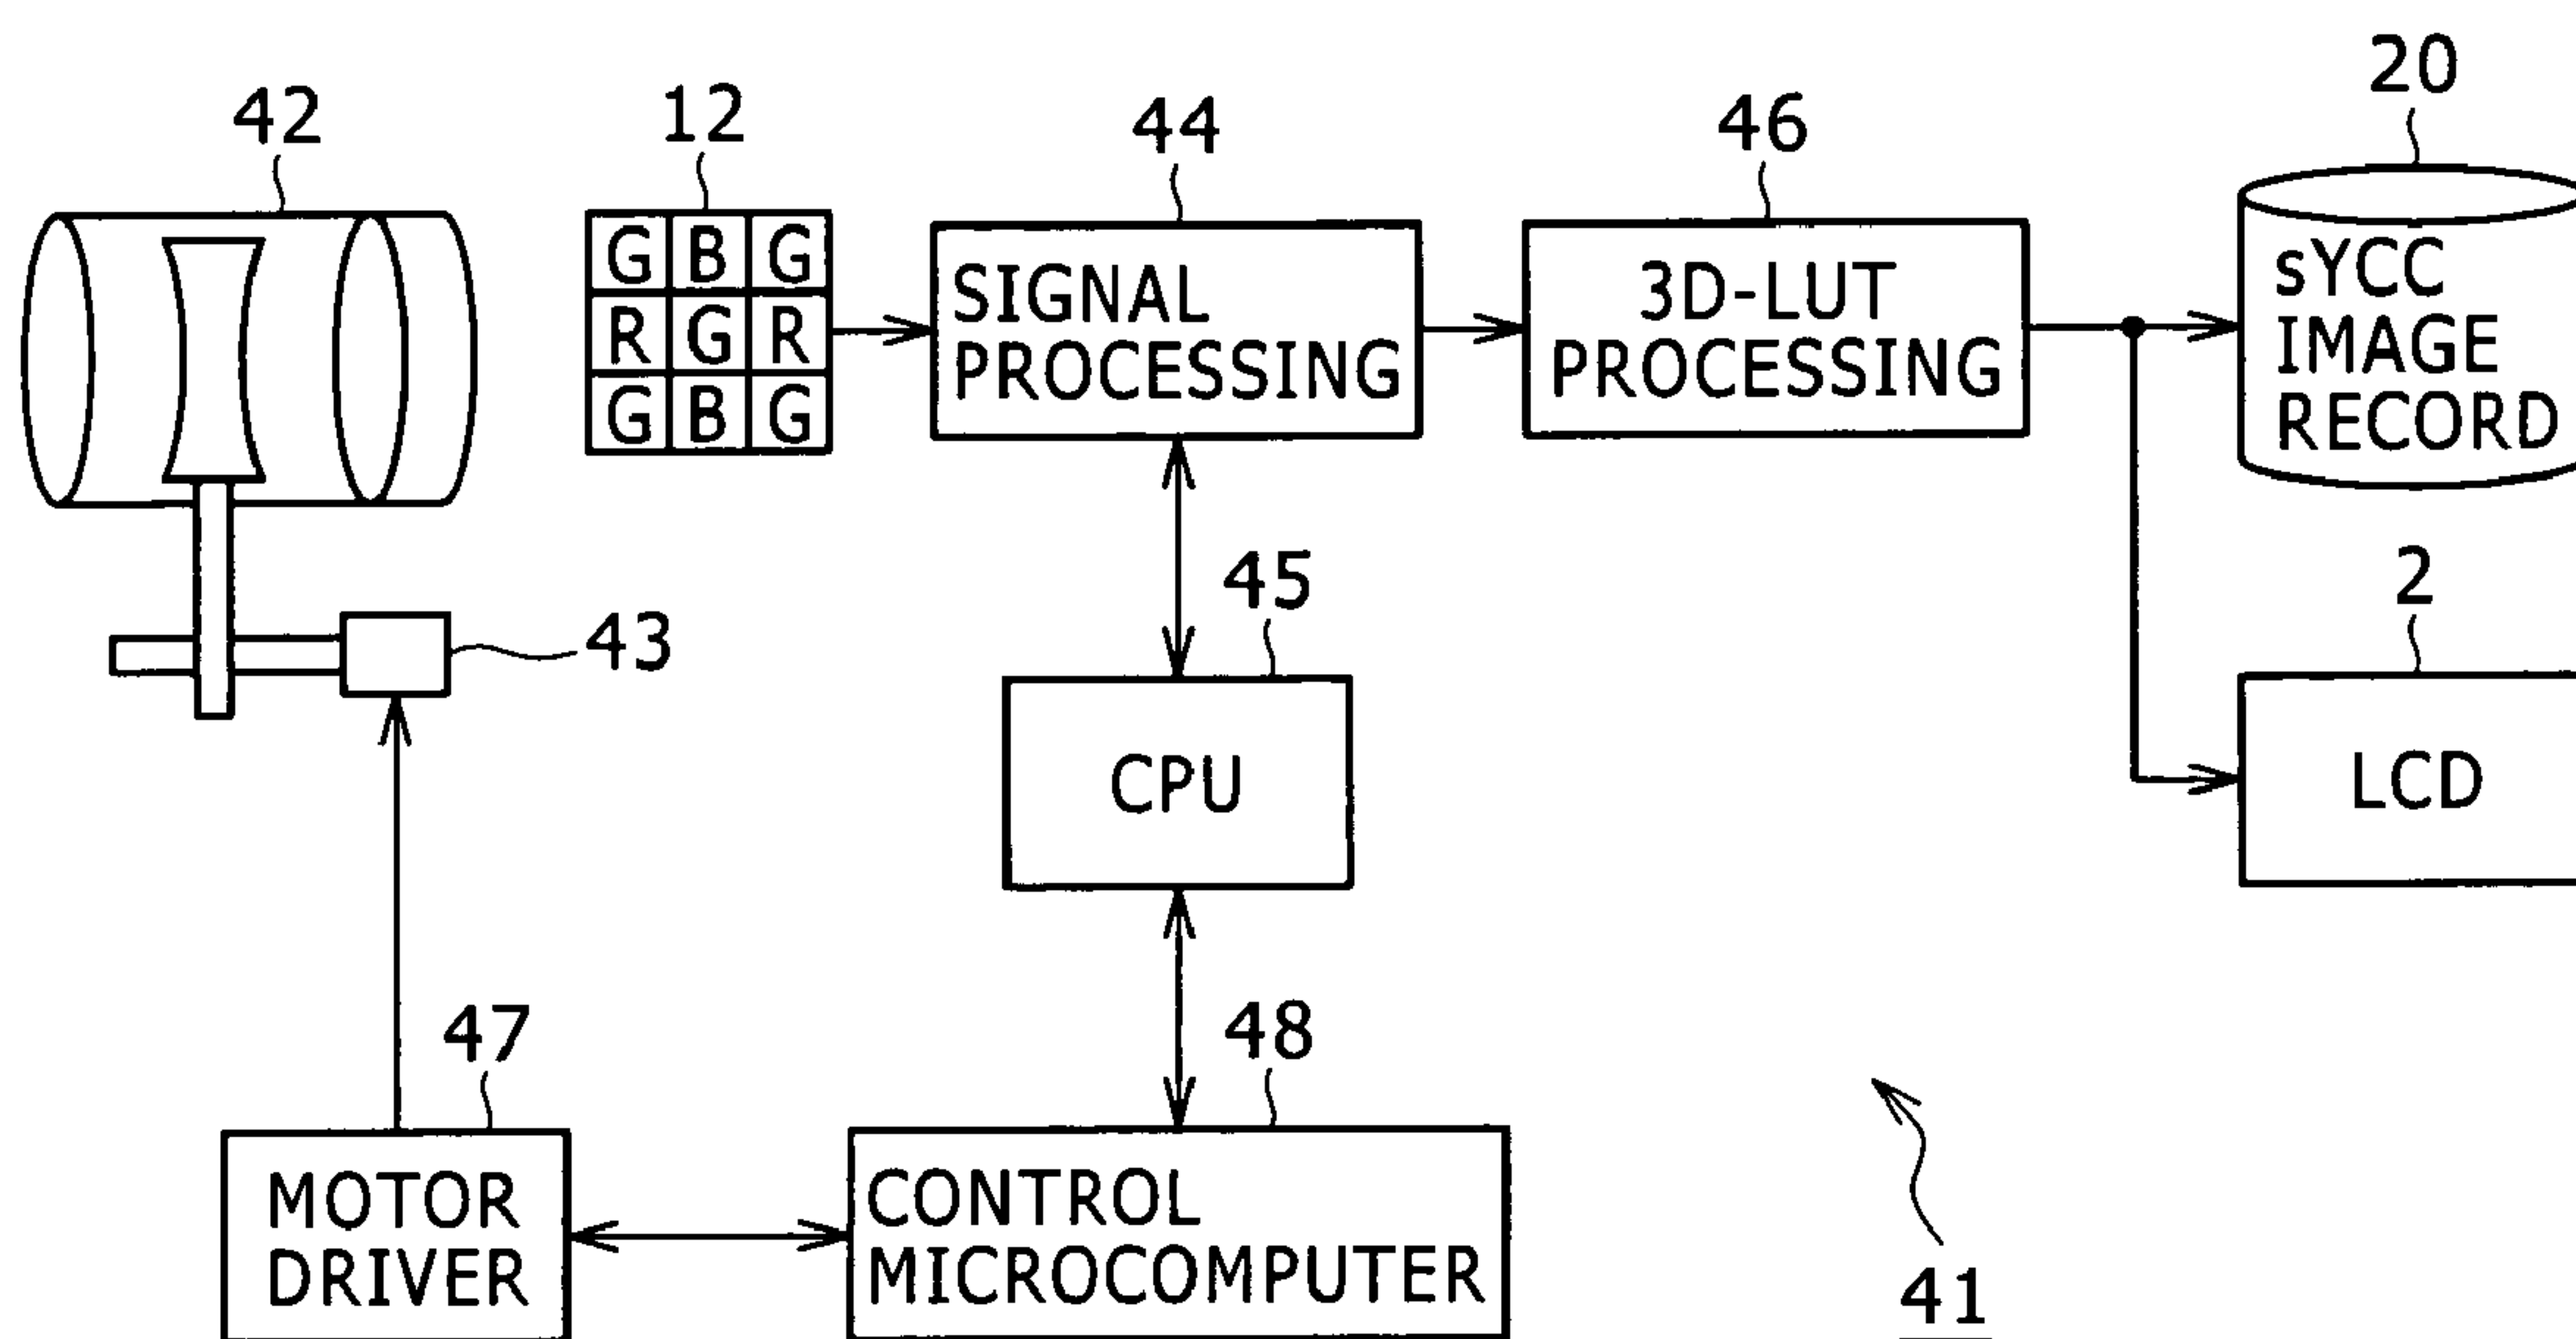 42
12
44
46
20
G B G
R G R
G B G
SIGNAL
PROCESSING
3D-LUT
PROCESSING
sYCC
IMAGE
RECORD
43
45
CPU
2
LCD
47
MOTOR
DRIVER
48
CONTROL
MICROCOMPUTER
41